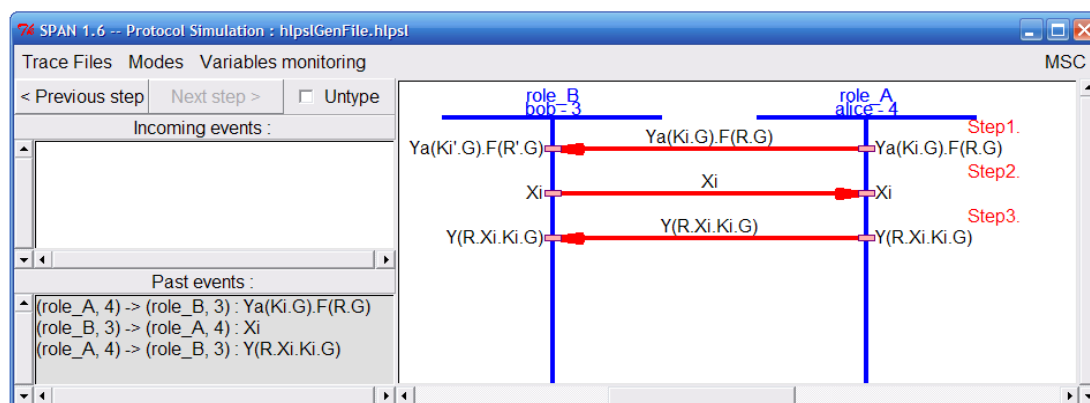 SPAN 1.6 -- Protocol Simulation : hlpslGenFile.hlpsl
Trace Files Modes Variables monitoring MSC
< Previous step Next step > Untype
Incoming events :
Past events :
(role_A, 4) -> (role_B, 3) : Ya(Ki.G).F(R.G)
(role_B, 3) -> (role_A, 4) : Xi
(role_A, 4) -> (role_B, 3) : Y(R.Xi.Ki.G)
role_B role_A
bob - 3 alice - 4
Step1.
Ya(Ki'.G).F(R'.G) Ya(Ki.G).F(R.G) Ya(Ki.G).F(R.G)
Step2.
Xi Xi Xi
Step3.
Y(R.Xi.Ki.G) Y(R.Xi.Ki.G) Y(R.Xi.Ki.G)